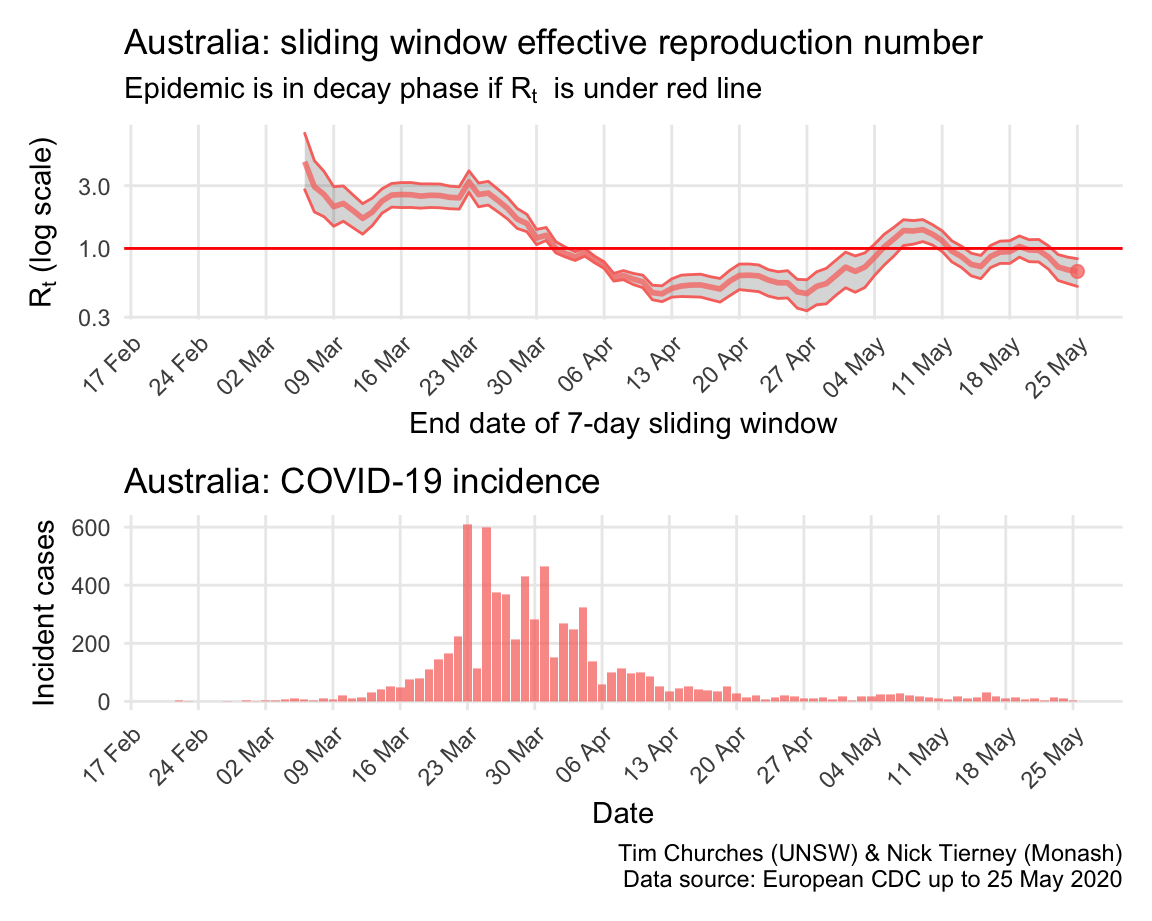 Australia: sliding window effective reproduction number
Epidemic is in decay phase if Rt is under red line
Rt (log scale)
3.0
1.0
0.3
17 Feb
24 Feb
02 Mar
09 Mar
16 Mar
23 Mar
30 Mar
06 Apr
13 Apr
20 Apr
27 Apr
04 May
11 May
18 May
25 May
End date of 7-day sliding window
Australia: COVID-19 incidence
Incident cases
600
400
200
0
17 Feb
24 Feb
02 Mar
09 Mar
16 Mar
23 Mar
30 Mar
06 Apr
13 Apr
20 Apr
27 Apr
04 May
11 May
18 May
25 May
Date
Tim Churches (UNSW) & Nick Tierney (Monash)
Data source: European CDC up to 25 May 2020